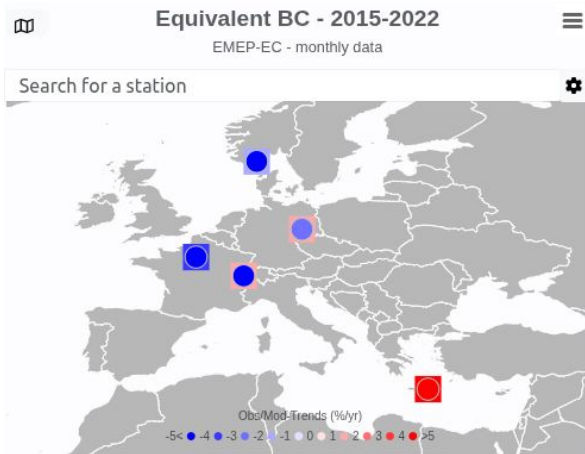 Equivalent BC - 2015-2022
EMEP-EC - monthly data
Search for a station
Obs/Mod-Trends (%/yr)
-5< -4 -3 -2 -1 0 1 2 3 4 >5